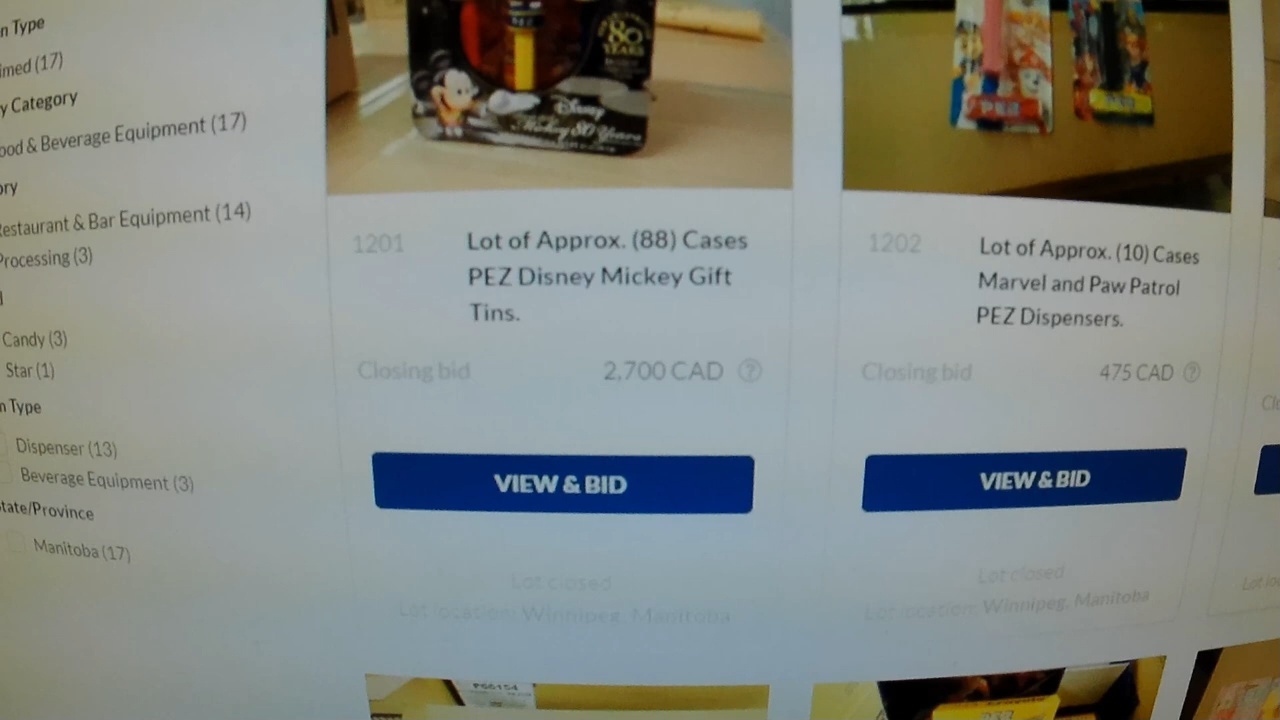 n Type
imed (17)
y Category
ood & Beverage Equipment (17)
ory
Restaurant & Bar Equipment (14)
Processing (3)
Candy (3)
Star (1)
n Type
Dispenser (13)
Beverage Equipment (3)
State/Province
Manitoba (17)
80
YEARS
Disney
Mickey 80 Years
1201
Lot of Approx. (88) Cases
PEZ Disney Mickey Gift
Tins.
Closing bid 2,700 CAD
VIEW & BID
Lot closed
Lot location: Winnipeg, Manitoba
PEZ
PEZ
1202
Lot of Approx. (10) Cases
Marvel and Paw Patrol
PEZ Dispensers.
Closing bid 475 CAD
VIEW & BID
Lot closed
Lot location: Winnipeg, Manitoba
PEZ